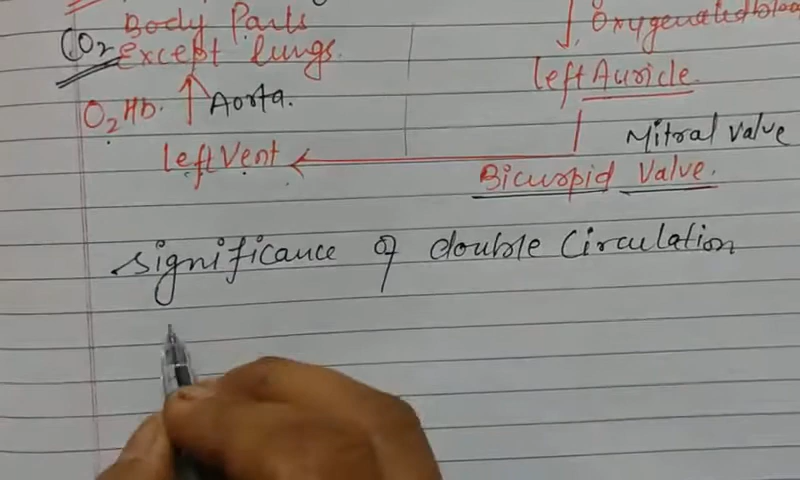 Body Parts
CO2 Except lungs.
Oxygenated blood
left Auricle.
O2Hb. Aorta.
Mitral valve
left Vent
Bicuspid Valve.
Significance of double Circulation